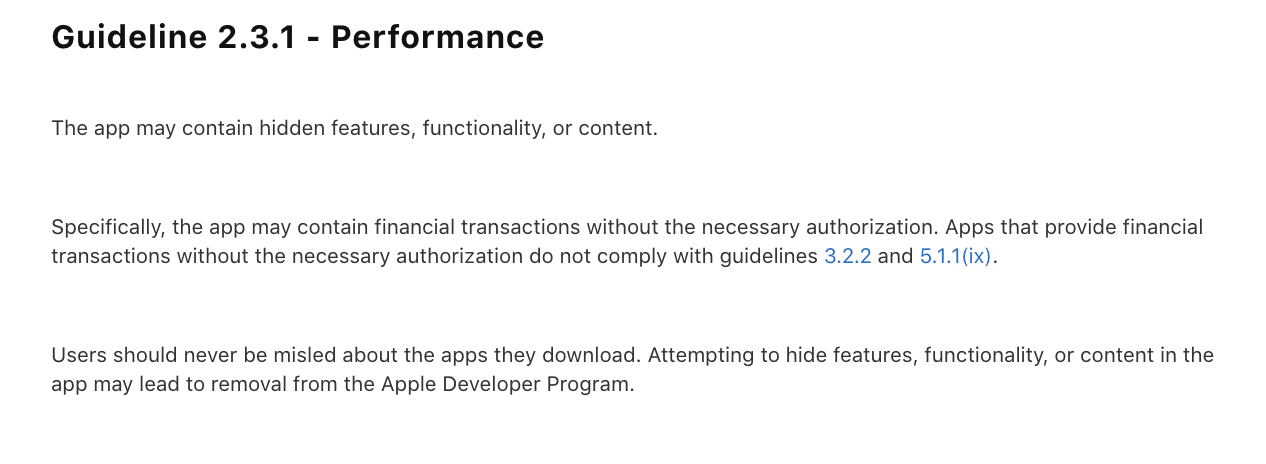 Guideline 2.3.1 - Performance
The app may contain hidden features, functionality, or content.
Specifically, the app may contain financial transactions without the necessary authorization. Apps that provide financial
transactions without the necessary authorization do not comply with guidelines 3.2.2 and 5.1.1(ix).
Users should never be misled about the apps they download. Attempting to hide features, functionality, or content in the
app may lead to removal from the Apple Developer Program.